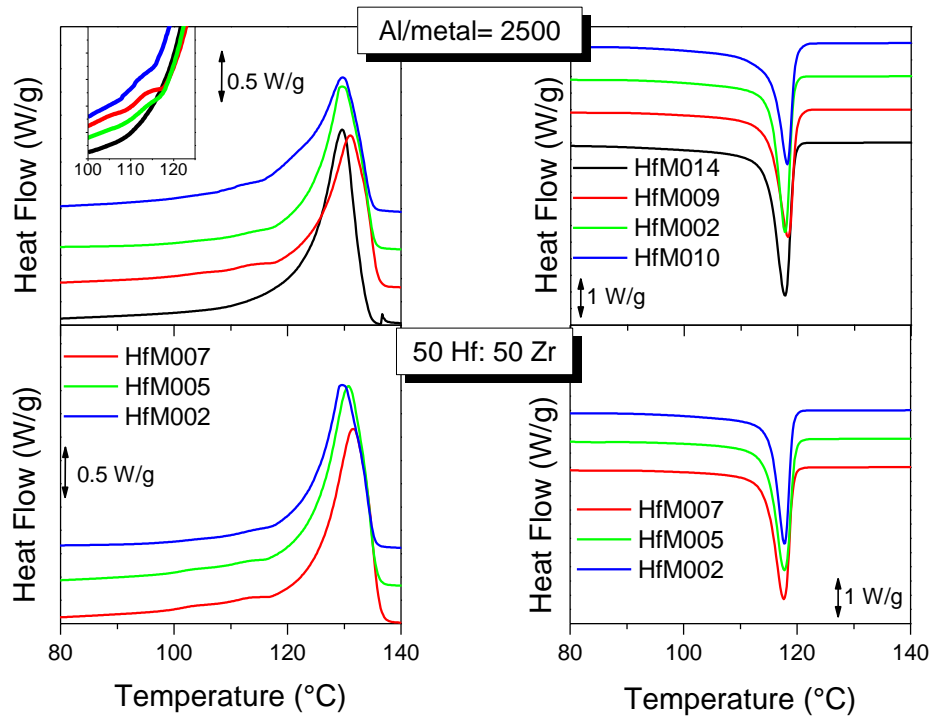 Al/metal= 2500
0.5 W/g
100 105 110 115 120
Heat Flow (W/g)
Heat Flow (W/g)
HfM014
HfM009
HfM002
HfM010
1 W/g
50 Hf: 50 Zr
HfM007
HfM005
HfM002
0.5 W/g
Heat Flow (W/g)
80 100 120 140
Temperature (°C)
Heat Flow (W/g)
HfM007
HfM005
HfM002
1 W/g
80 100 120 140
Temperature (°C)